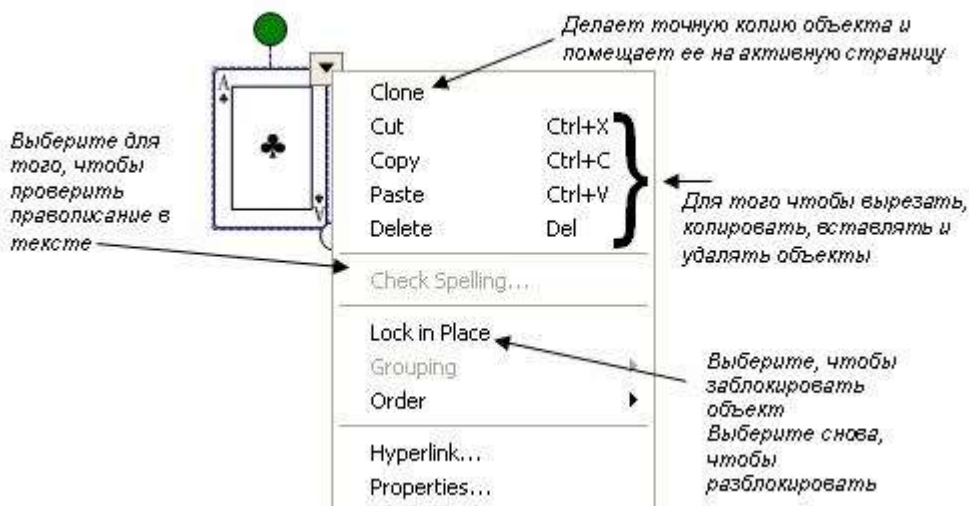 Делает точную копию объекта и
помещает ее на активную страницу
A
Clone
Cut Ctrl+X
Copy Ctrl+C
Paste Ctrl+V
Delete Del
A
Выберите для
того, чтобы
проверить
правописание в
тексте
Для того чтобы вырезать,
копировать, вставлять и
удалять объекты
Check Spelling...
Lock in Place
Grouping
Order
Выберите, чтобы
заблокировать
объект
Выберите снова,
чтобы
разблокировать
Hyperlink...
Properties...